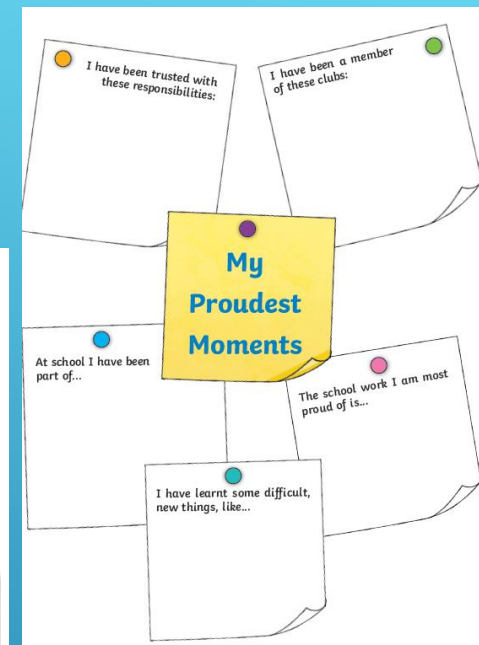 I have been trusted with
these responsibilities:
I have been a member
of these clubs:
My
Proudest
Moments
At school I have been
part of...
The school work I am most
proud of is...
I have learnt some difficult,
new things, like...